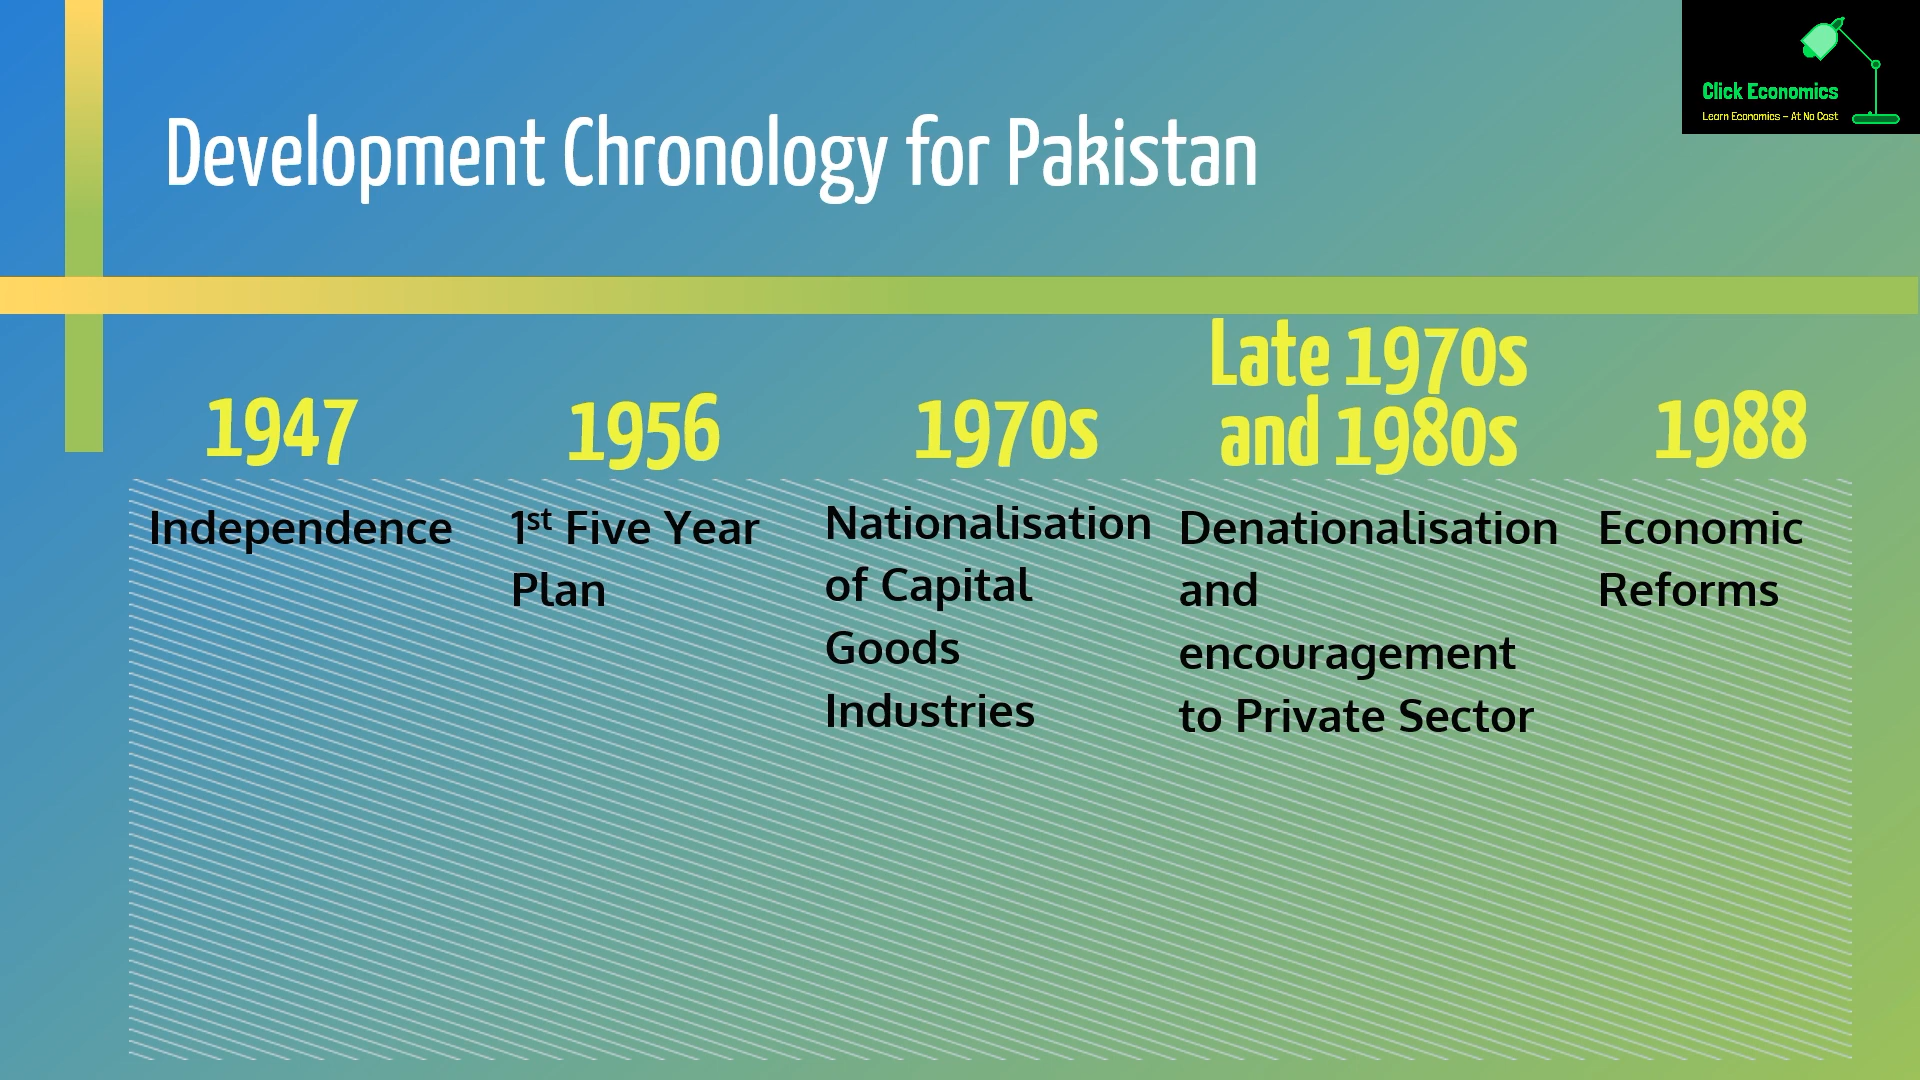 Click Economics
Learn Economics – At No Cost
Development Chronology for Pakistan
1947
Independence
1956
1st Five Year
Plan
1970s
Nationalisation
of Capital
Goods
Industries
Late 1970s
and 1980s
Denationalisation
and
encouragement
to Private Sector
1988
Economic
Reforms